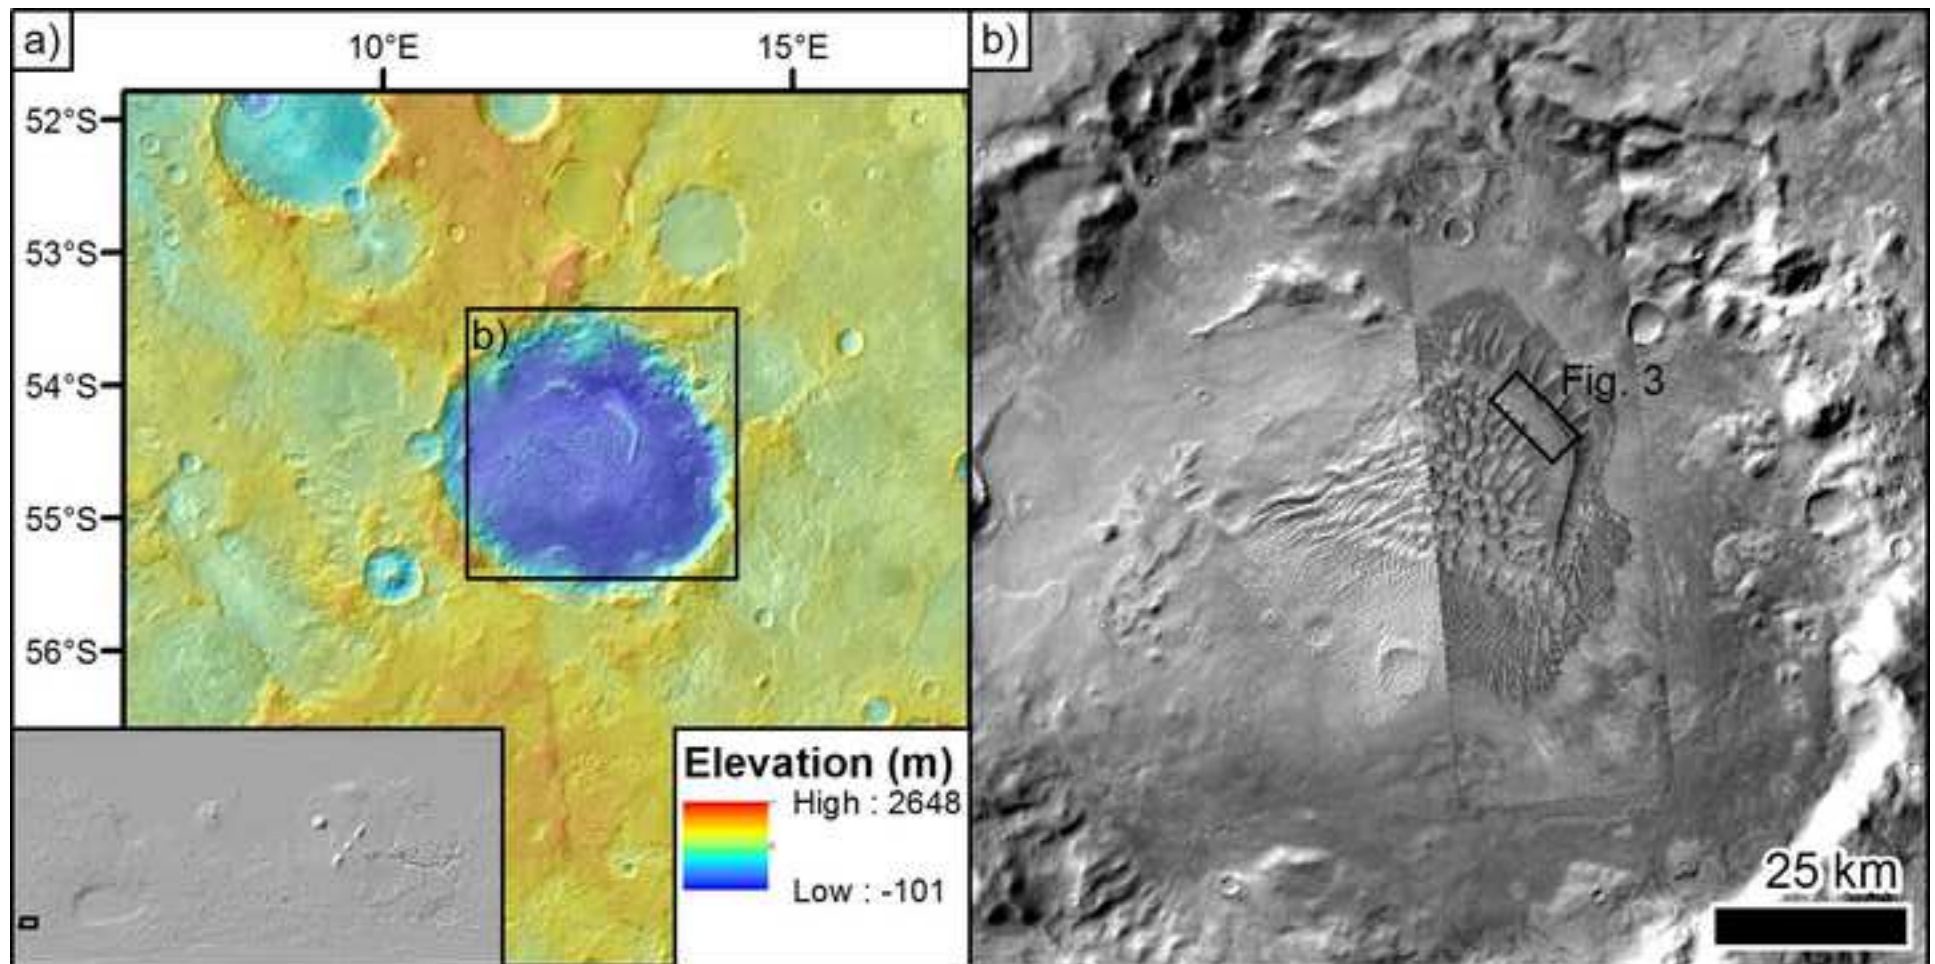 a)
10°E 15°E
52°S
53°S
54°S
55°S
56°S
b)
Elevation (m)
High : 2648
Low : -101
b)
Fig. 3
25 km